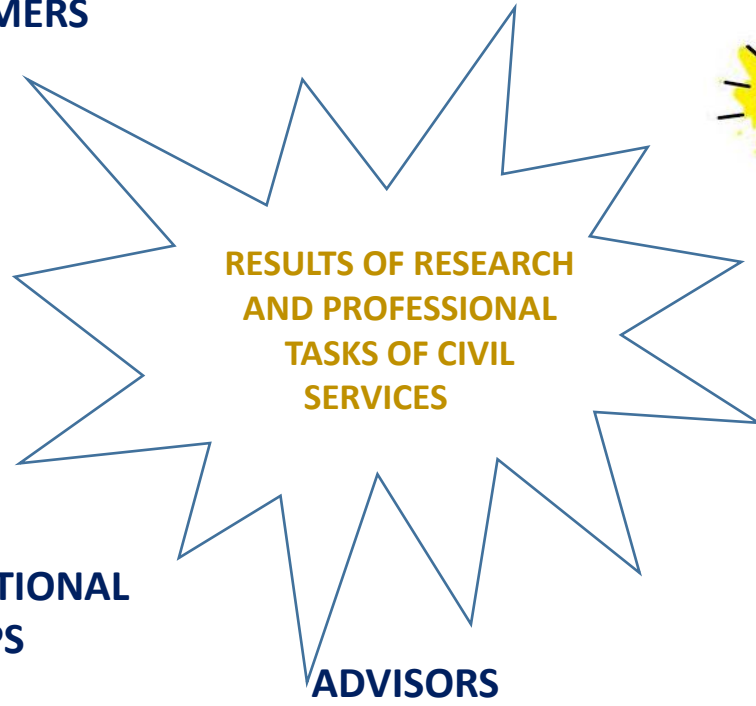 MERS
RESULTS OF RESEARCH
AND PROFESSIONAL
TASKS OF CIVIL
SERVICES
TIONAL
PS
ADVISORS